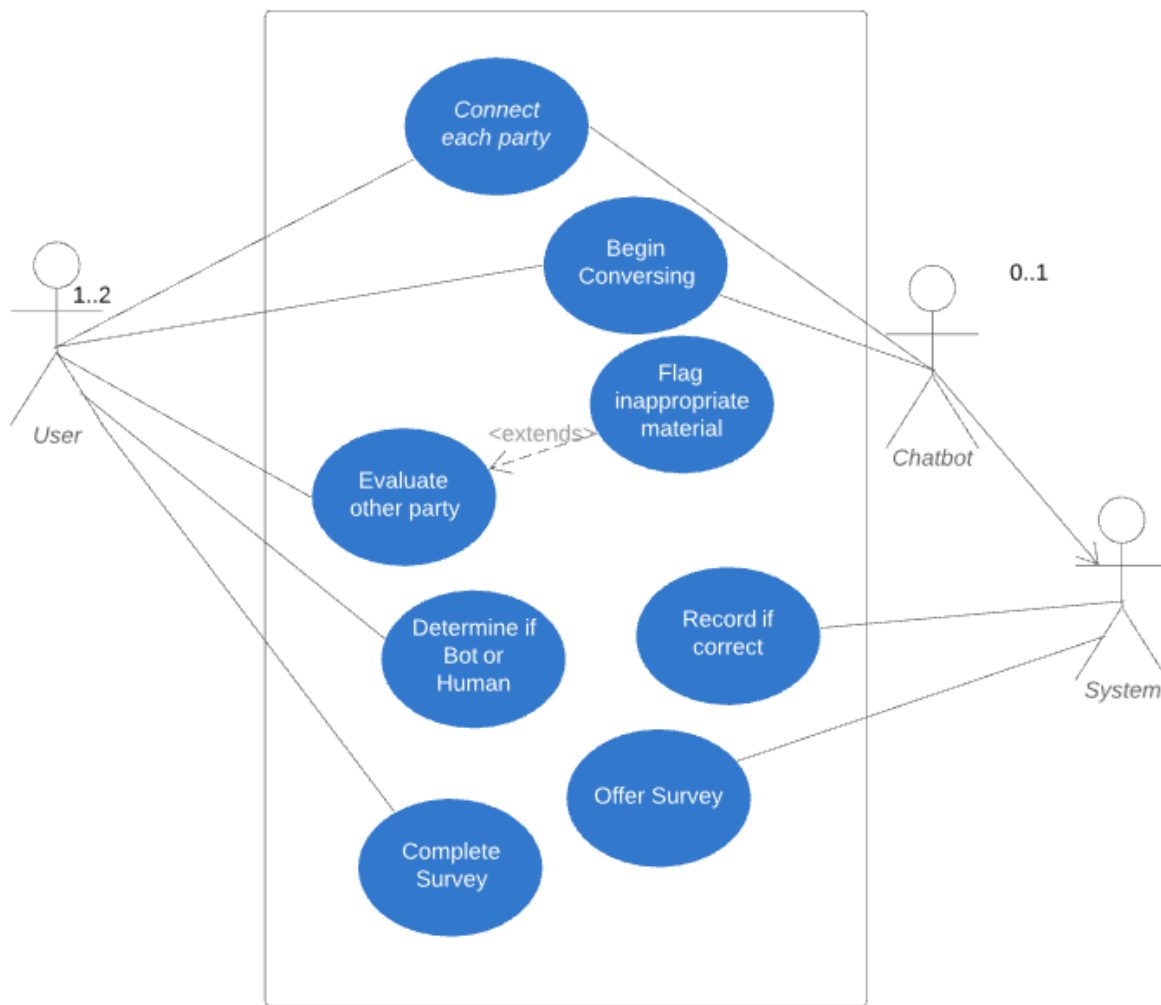 Connect
each party
Begin
Conversing
1..2
0..1
Flag
inappropriate
material
<extends>
User
Chatbot
Evaluate
other party
Determine if
Bot or
Human
Record if
correct
System
Offer Survey
Complete
Survey